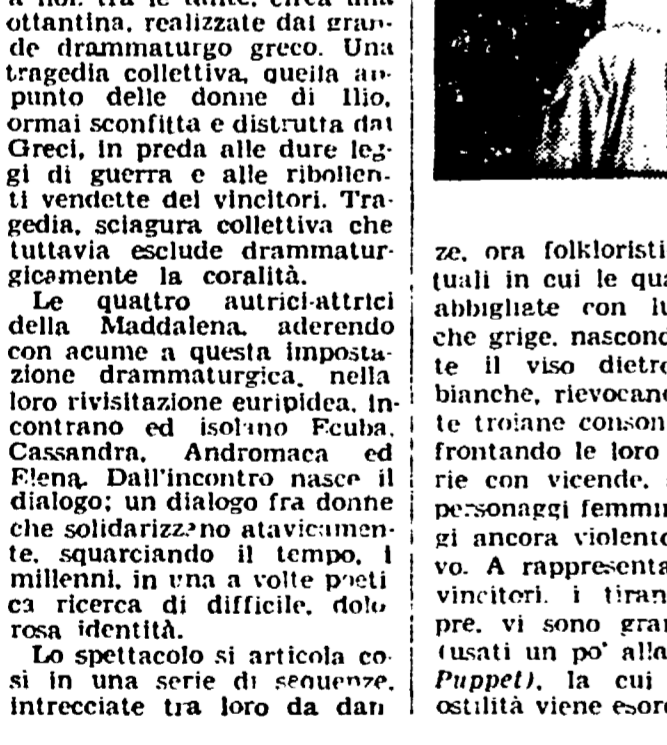 a noi. tra le tante, circa una
ottantina, realizzate dal gran-
de drammaturgo greco. Una
tragedia collettiva, quella ap-
punto delle donne di Ilio,
ormai sconfitta e distrutta dai
Greci, in preda alle dure leg-
gi di guerra e alle ribollen-
ti vendette dei vincitori. Tra-
gedia, sciagura collettiva che
tuttavia esclude drammatur-
gicamente la coralità.
Le quattro autrici-attrici
della Maddalena, aderendo
con acume a questa imposta-
zione drammaturgica, nella
loro rivisitazione euripidea, in-
contrano ed isolano Ecuba,
Cassandra, Andromaca ed
Elena. Dall'incontro nasce il
dialogo; un dialogo fra donne
che solidarizzano atavicamen-
te, squarciando il tempo, i
millenni, in una a volte poeti
ca ricerca di difficile, dolo
rosa identità.
Lo spettacolo si articola co-
sì in una serie di sequenze,
intrecciate tra loro da dan
ze, ora folkloristi
tuali in cui le qua
abbigliate con lu
che grige, nascond
te il viso dietro
bianche, rievocano
te troiane conson
frontando le loro
rie con vicende,
personaggi femmin
gi ancora violento
vo. A rappresenta
vincitori, i tiran
pre, vi sono gran
(usati un po' alla
Puppet), la cui
ostilità viene esor